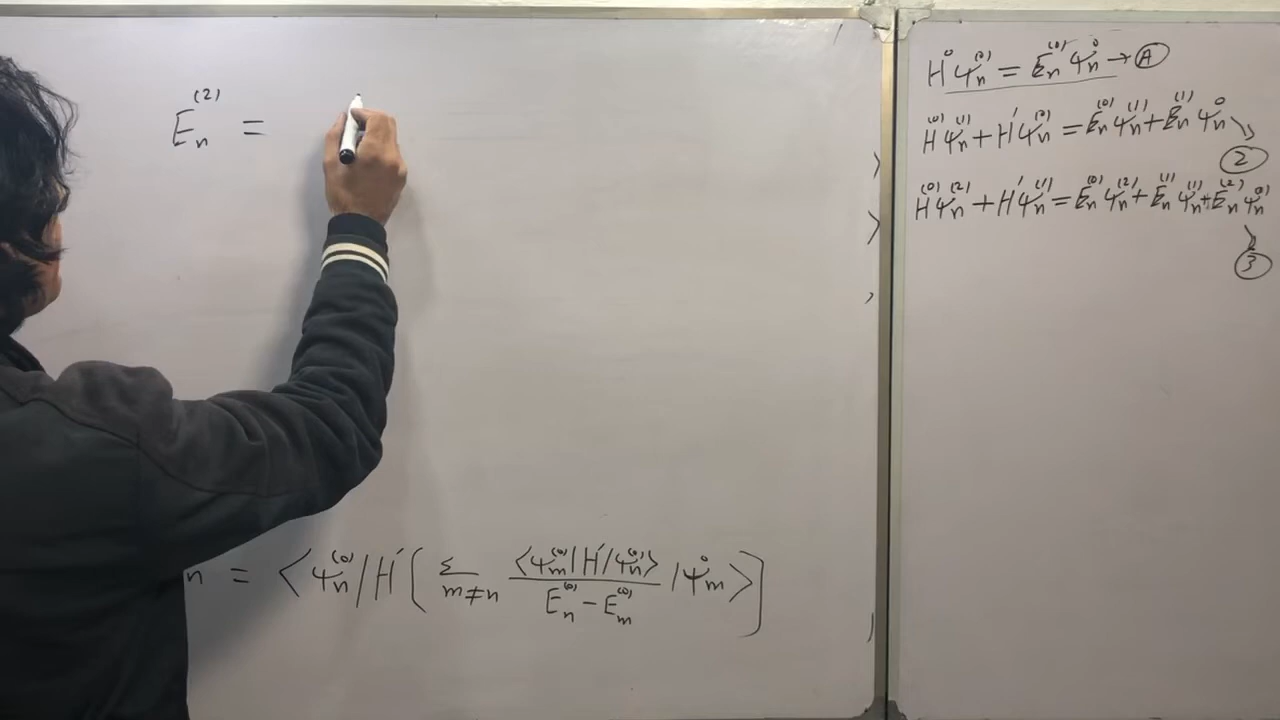 E_n^{(2)} =
n = ⟨ψ_n^{(0)}|H′[ Σ_{m≠n} \frac{⟨ψ_m^{(0)}|H′|ψ_n^{(0)}⟩}{E_n^{(0)} - E_m^{(0)}} |ψ_m^0⟩ ]
H^0 ψ_n^{(0)} = E_n^{(0)} ψ_n^0 → Ⓐ
H^{(0)} ψ_n^{(1)} + H′ψ_n^{(0)} = E_n^{(0)} ψ_n^{(1)} + E_n^{(1)} ψ_n^0 → ②
H^{(0)} ψ_n^{(2)} + H′ψ_n^{(1)} = E_n^{(0)} ψ_n^{(2)} + E_n^{(1)} ψ_n^{(1)} + E_n^{(2)} ψ_n^{(0)} → ③